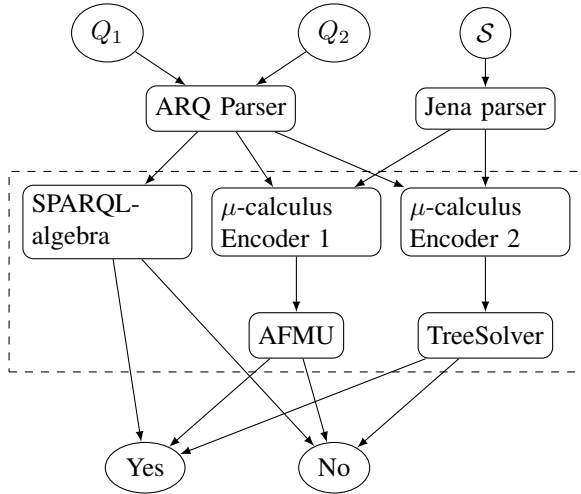 Q₁ Q₂ 𝒮
ARQ Parser Jena parser
SPARQL-
algebra
μ-calculus
Encoder 1
μ-calculus
Encoder 2
AFMU TreeSolver
Yes No